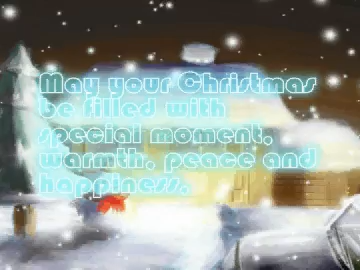 May your Christmas
be filled with
special moment,
warmth, peace and
happiness,